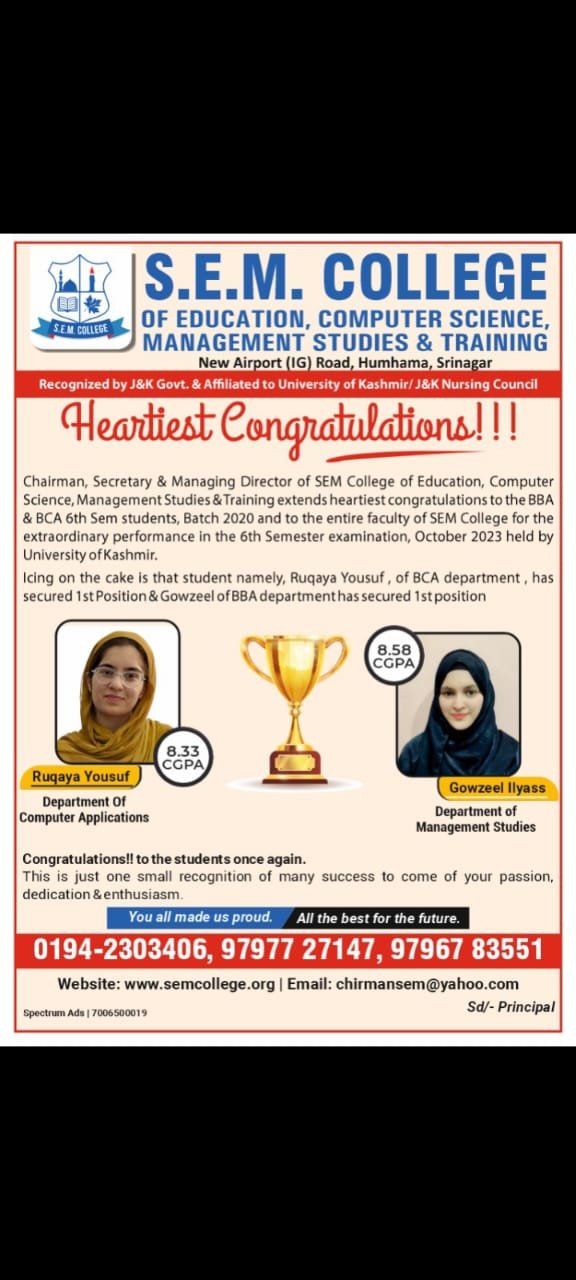 S.E.M. COLLEGE
S.E.M. COLLEGE
OF EDUCATION, COMPUTER SCIENCE,
MANAGEMENT STUDIES & TRAINING
New Airport (IG) Road, Humhama, Srinagar
Recognized by J&K Govt. & Affiliated to University of Kashmir/ J&K Nursing Council
Heartiest Congratulations!!!
Chairman, Secretary & Managing Director of SEM College of Education, Computer
Science, Management Studies & Training extends heartiest congratulations to the BBA
& BCA 6th Sem students, Batch 2020 and to the entire faculty of SEM College for the
extraordinary performance in the 6th Semester examination, October 2023 held by
University of Kashmir.
Icing on the cake is that student namely, Ruqaya Yousuf , of BCA department , has
secured 1st Position & Gowzeel of BBA department has secured 1st position
8.33
CGPA
Ruqaya Yousuf
Department Of
Computer Applications
8.58
CGPA
Gowzeel Ilyass
Department of
Management Studies
Congratulations!! to the students once again.
This is just one small recognition of many success to come of your passion,
dedication & enthusiasm.
You all made us proud. All the best for the future.
0194-2303406, 97977 27147, 97967 83551
Website: www.semcollege.org | Email: chirmansem@yahoo.com
Sd/- Principal
Spectrum Ads | 7006500019